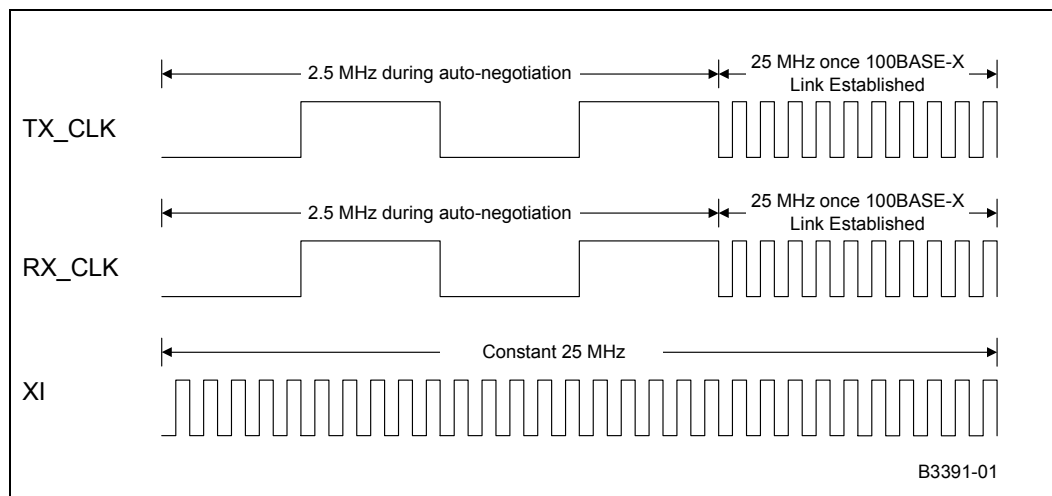 2.5 MHz during auto-negotiation
25 MHz once 100BASE-X
Link Established
TX_CLK
2.5 MHz during auto-negotiation
25 MHz once 100BASE-X
Link Established
RX_CLK
Constant 25 MHz
XI
B3391-01